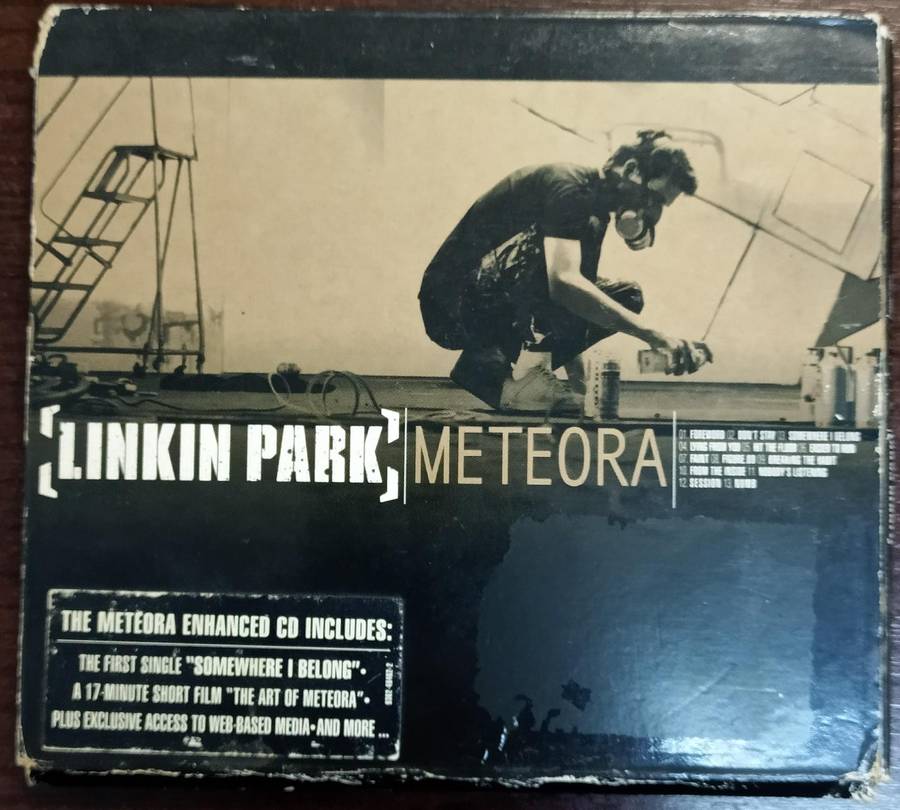 [LINKIN PARK]
METEORA
01. FOREWORD 02. DON'T STAY 03. SOMEWHERE I BELONG
04. LYING FROM YOU 05. HIT THE FLOOR 06. EASIER TO RUN
07. FAINT 08. FIGURE.09 09. BREAKING THE HABIT
10. FROM THE INSIDE 11. NOBODY'S LISTENING
12. SESSION 13. NUMB
THE METEORA ENHANCED CD INCLUDES:
THE FIRST SINGLE "SOMEWHERE I BELONG"•
A 17-MINUTE SHORT FILM "THE ART OF METEORA"•
PLUS EXCLUSIVE ACCESS TO WEB-BASED MEDIA•AND MORE ...